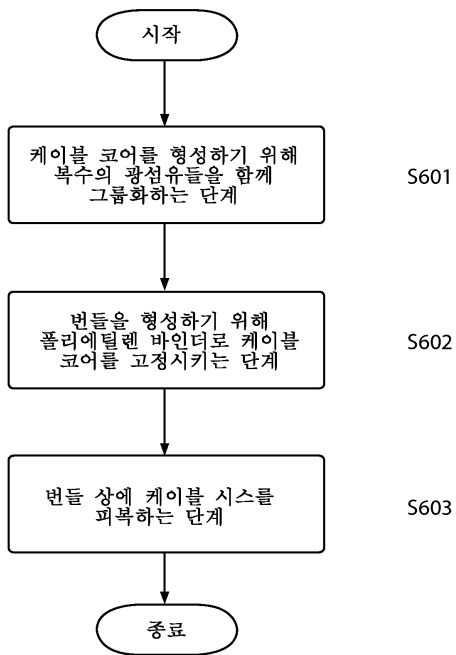 시작
케이블 코어를 형성하기 위해
복수의 광섬유들을 함께
그룹화하는 단계
S601
번들을 형성하기 위해
폴리에틸렌 바인더로 케이블
코어를 고정시키는 단계
S602
번들 상에 케이블 시스를
피복하는 단계
S603
종료